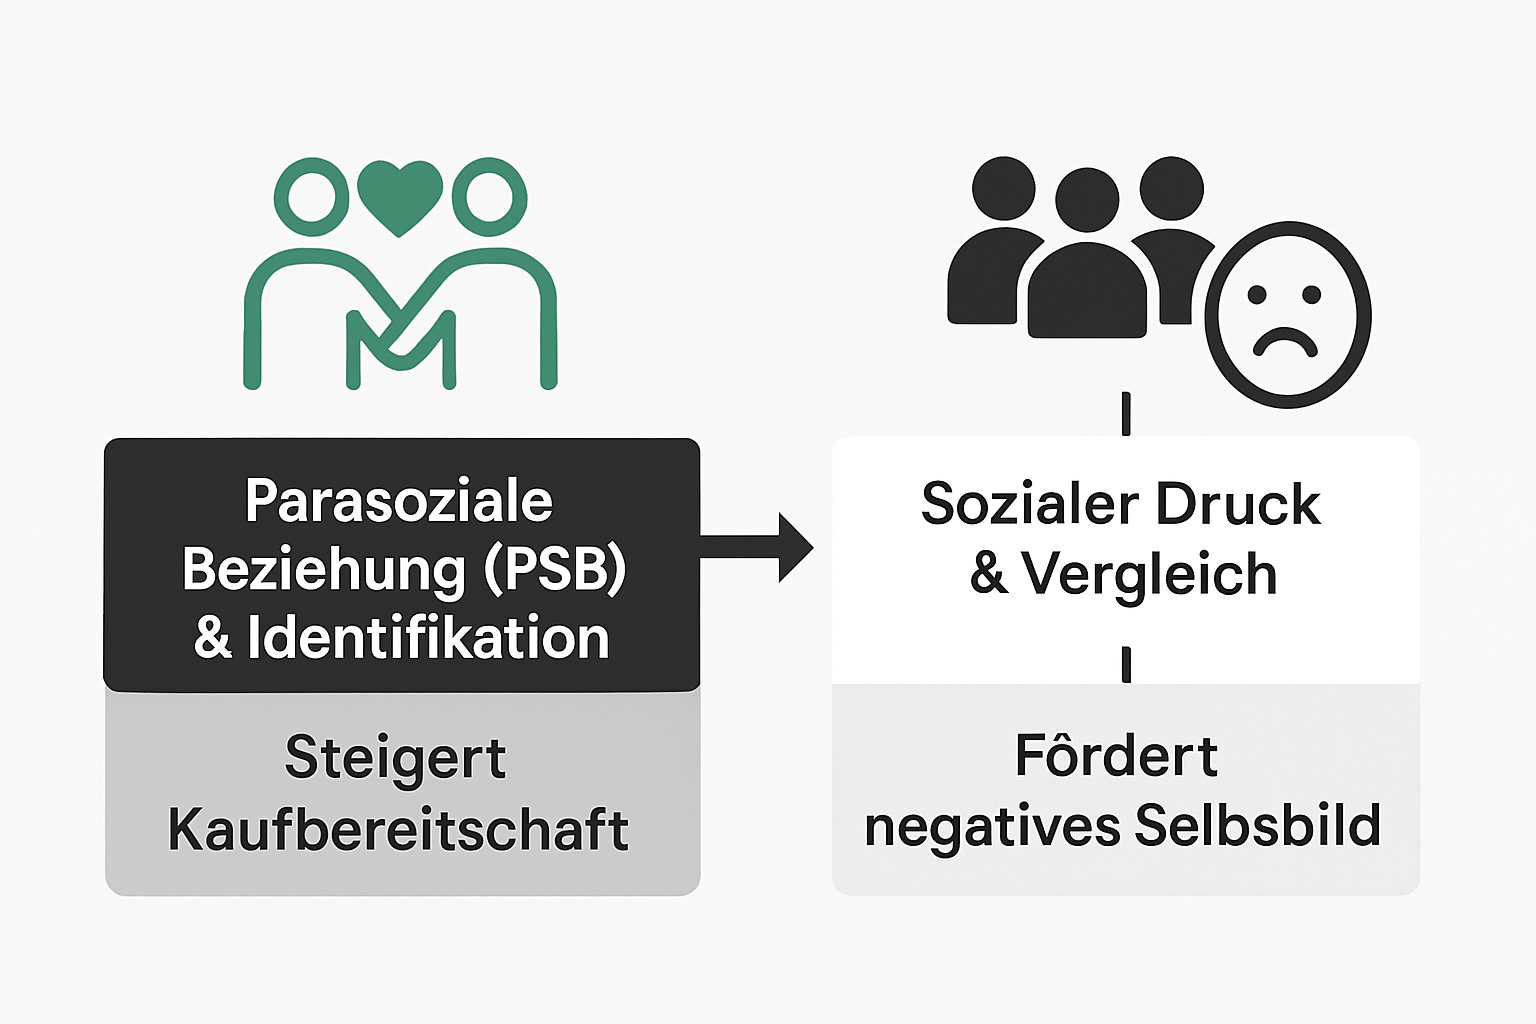 Parasoziale
Beziehung (PSB)
& Identifikation
Steigert
Kaufbereitschaft
Sozialer Druck
& Vergleich
Fôrdert
negatives Selbsbild